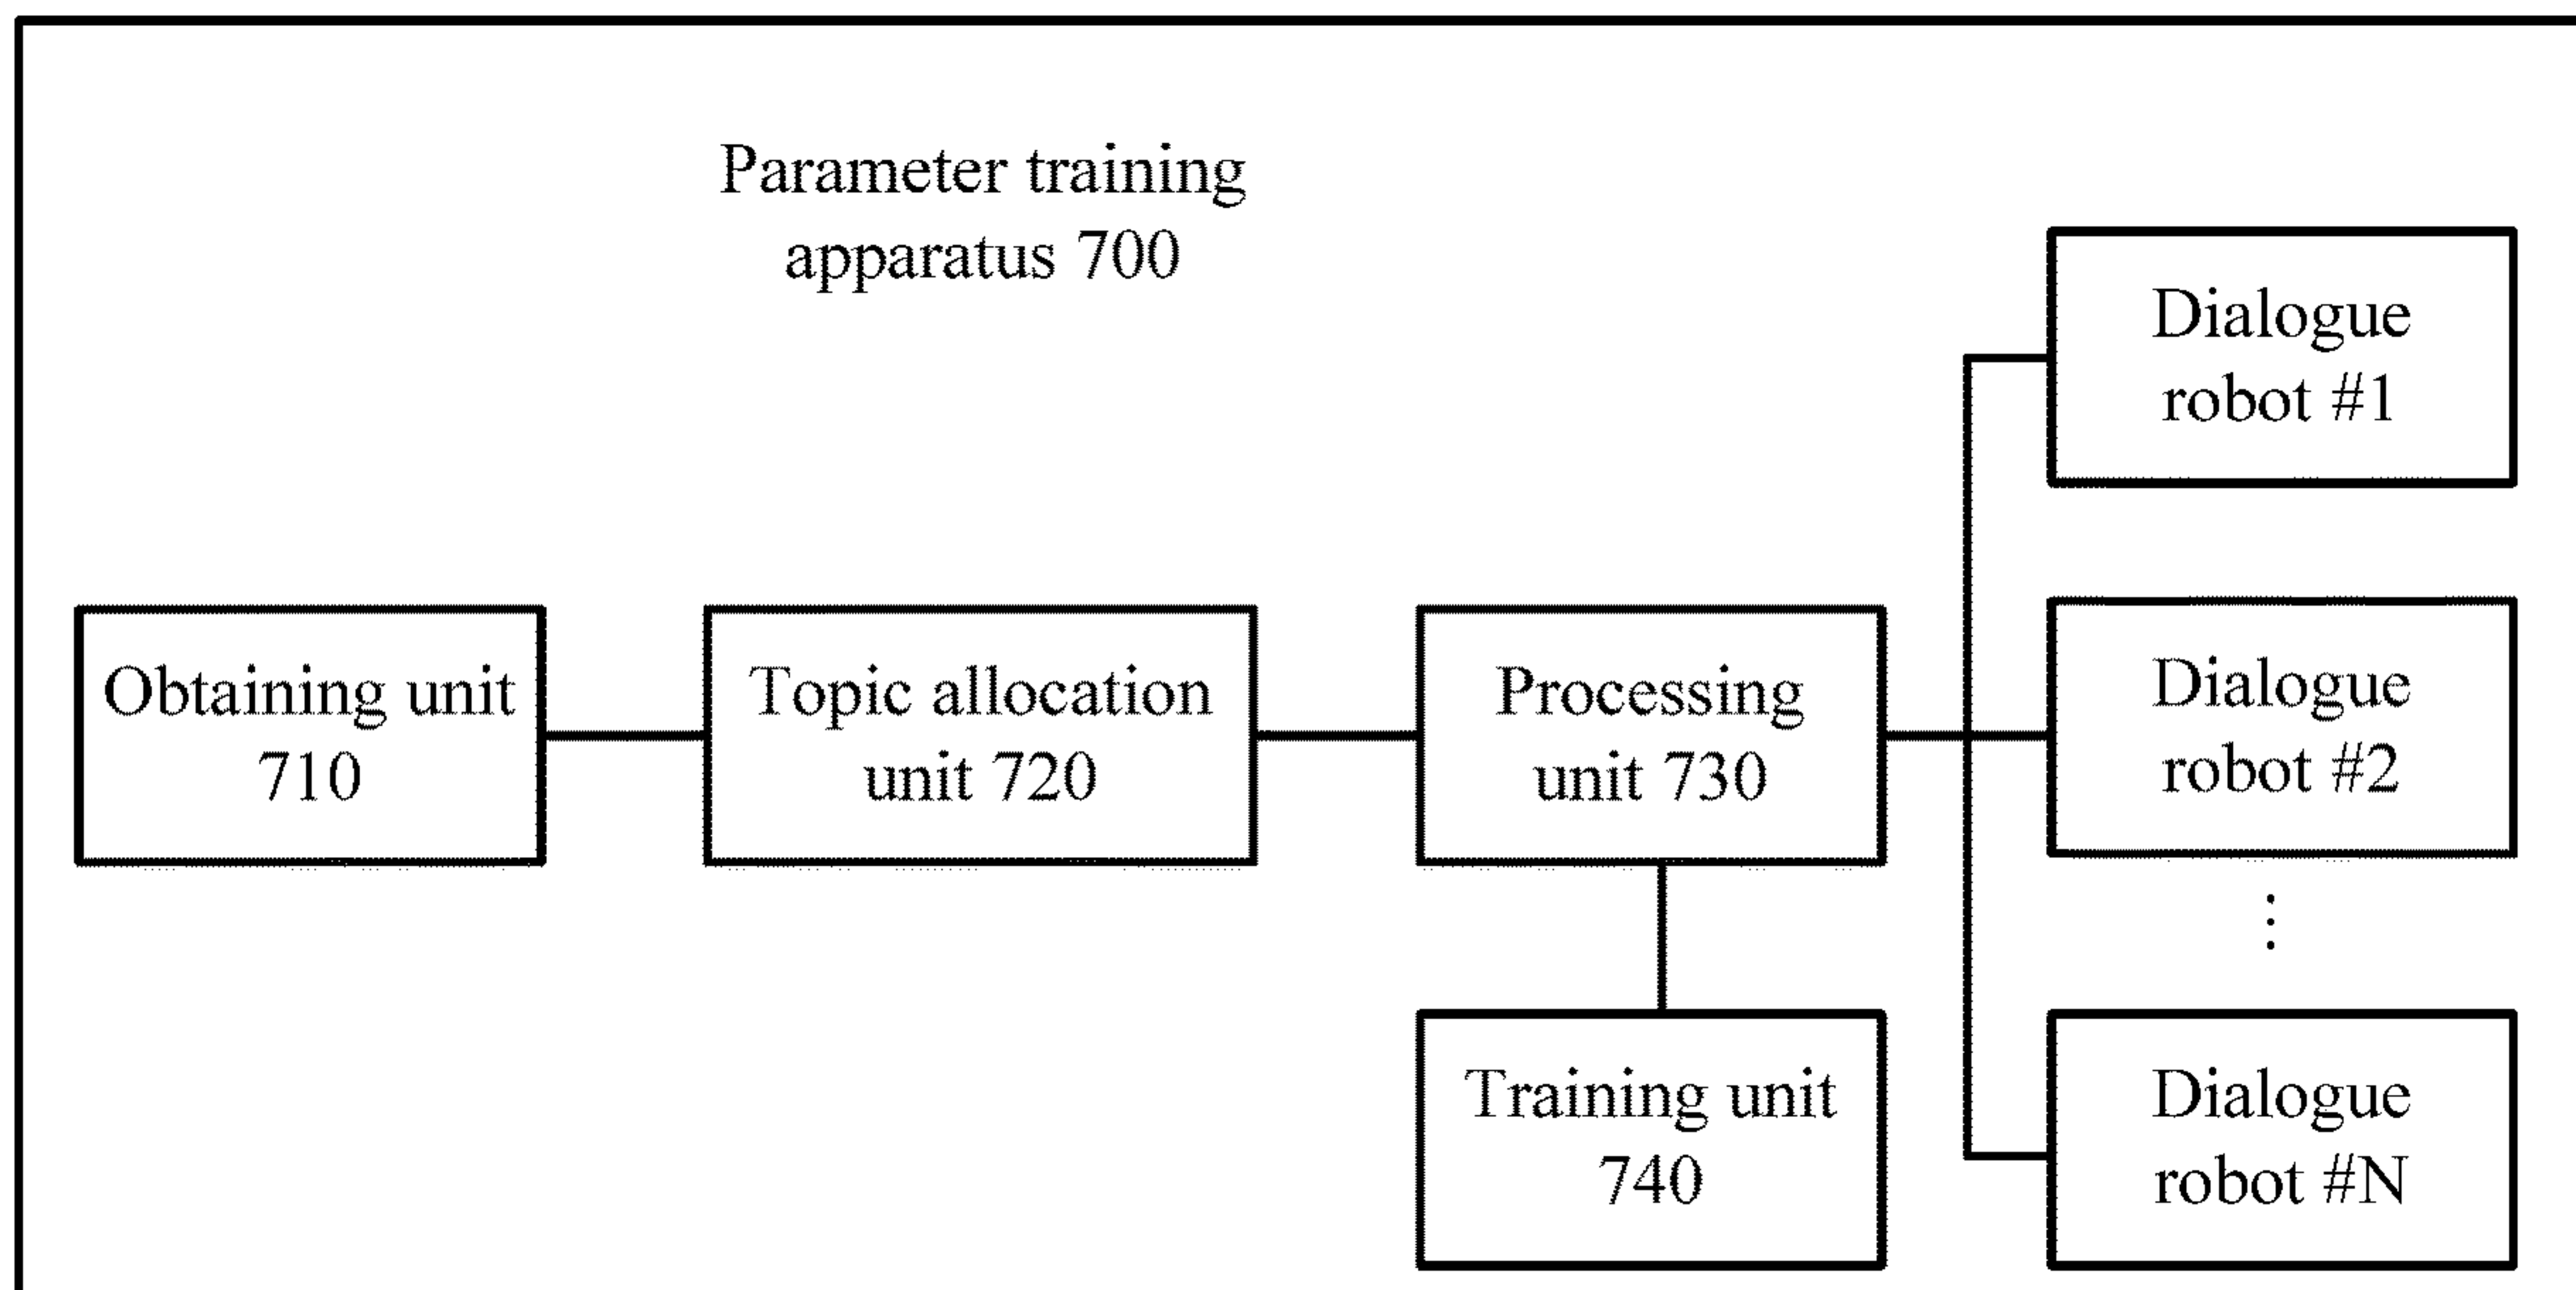 Parameter training
apparatus 700
Dialogue
robot #1
Obtaining unit
710
Topic allocation
unit 720
Processing
unit 730
Dialogue
robot #2
⋮
Training unit
740
Dialogue
robot #N